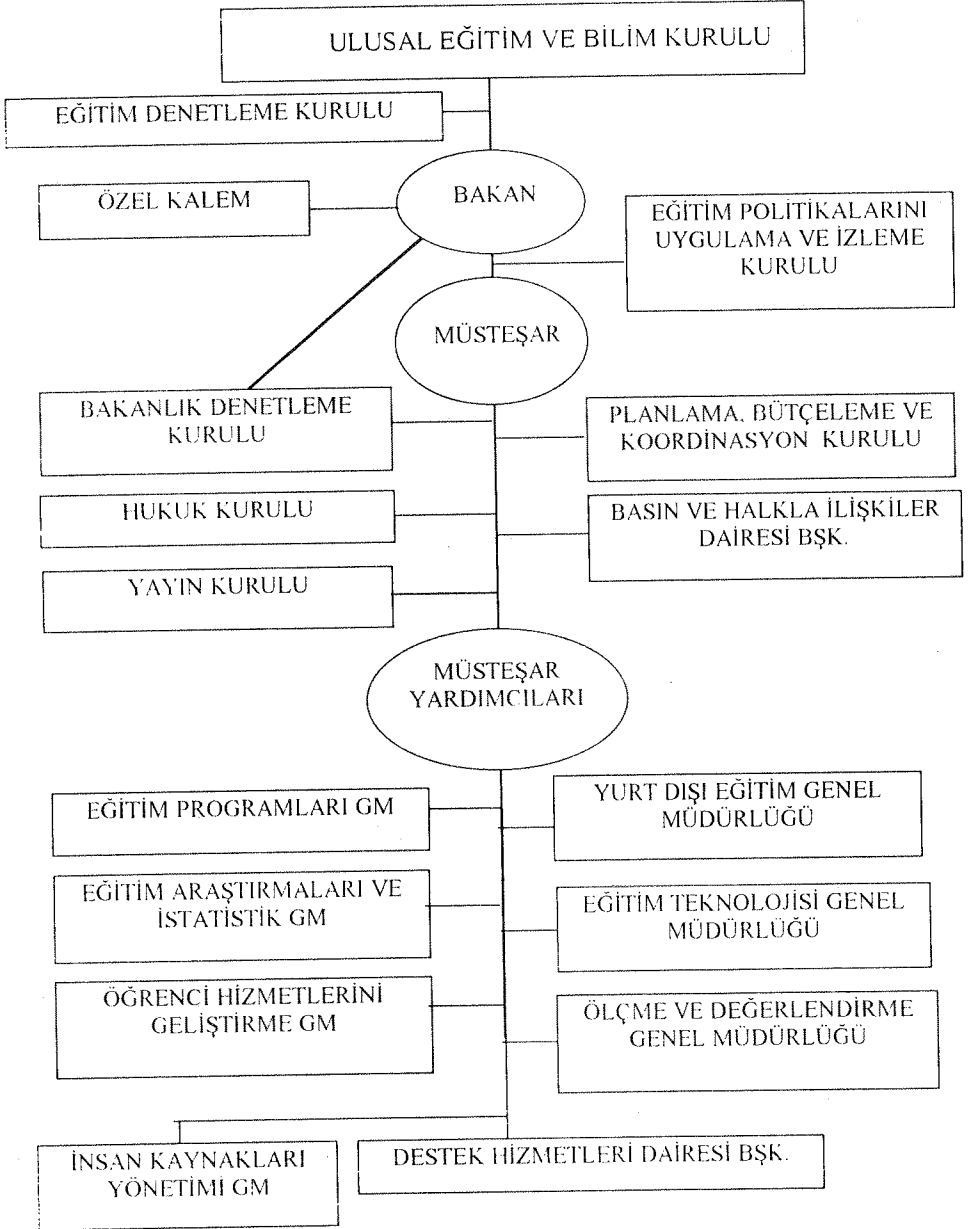 ULUSAL EĞİTİM VE BİLİM KURULU
EĞİTİM DENETLEME KURULU
BAKAN
ÖZEL KALEM
EĞİTİM POLİTİKALARINI
UYGULAMA VE İZLEME
KURULU
MÜSTEŞAR
BAKANLIK DENETLEME
KURULU
PLANLAMA, BÜTÇELEME VE
KOORDİNASYON KURULU
HUKUK KURULU
BASIN VE HALKLA İLİŞKİLER
DAİRESİ BŞK.
YAYIN KURULU
MÜSTEŞAR
YARDIMCILARI
EĞİTİM PROGRAMLARI GM
YURT DIŞI EĞİTİM GENEL
MÜDÜRLÜĞÜ
EĞİTİM ARAŞTIRMALARI VE
İSTATİSTİK GM
EĞİTİM TEKNOLOJİSİ GENEL
MÜDÜRLÜĞÜ
ÖĞRENCİ HİZMETLERİNİ
GELİŞTİRME GM
ÖLÇME VE DEĞERLENDİRME
GENEL MÜDÜRLÜĞÜ
İNSAN KAYNAKLARI
YÖNETİMİ GM
DESTEK HİZMETLERİ DAİRESİ BŞK.